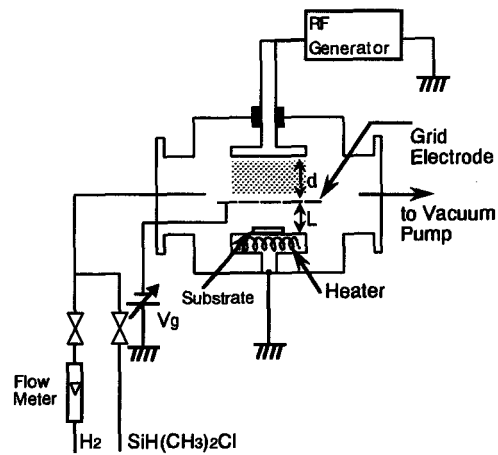 RF
Generator
Grid
Electrode
d
L
to Vacuum
Pump
Substrate
Heater
Vg
Flow
Meter
H2
SiH(CH3)2Cl